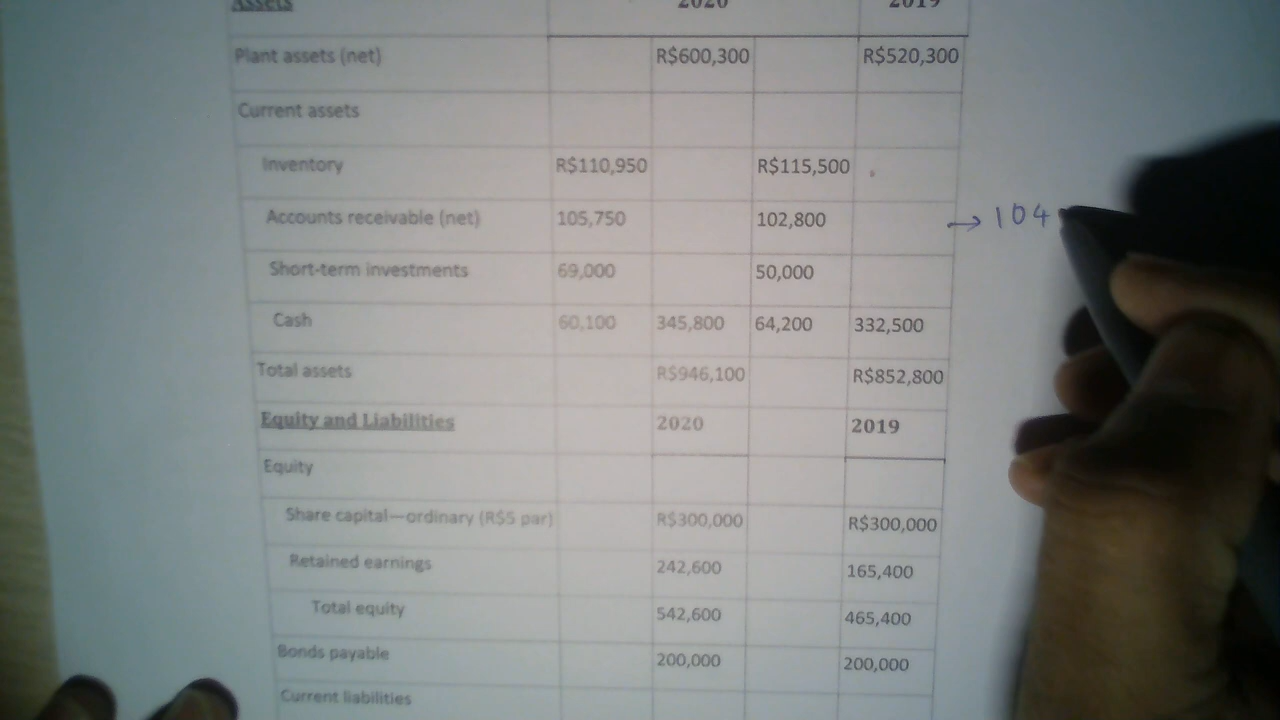 Assets 2020 2019
Plant assets (net) R$600,300 R$520,300
Current assets
Inventory R$110,950 R$115,500
Accounts receivable (net) 105,750 102,800 → 104
Short-term investments 69,000 50,000
Cash 60,100 345,800 64,200 332,500
Total assets R$946,100 R$852,800
Equity and Liabilities 2020 2019
Equity
Share capital—ordinary (R$5 par) R$300,000 R$300,000
Retained earnings 242,600 165,400
Total equity 542,600 465,400
Bonds payable 200,000 200,000
Current liabilities